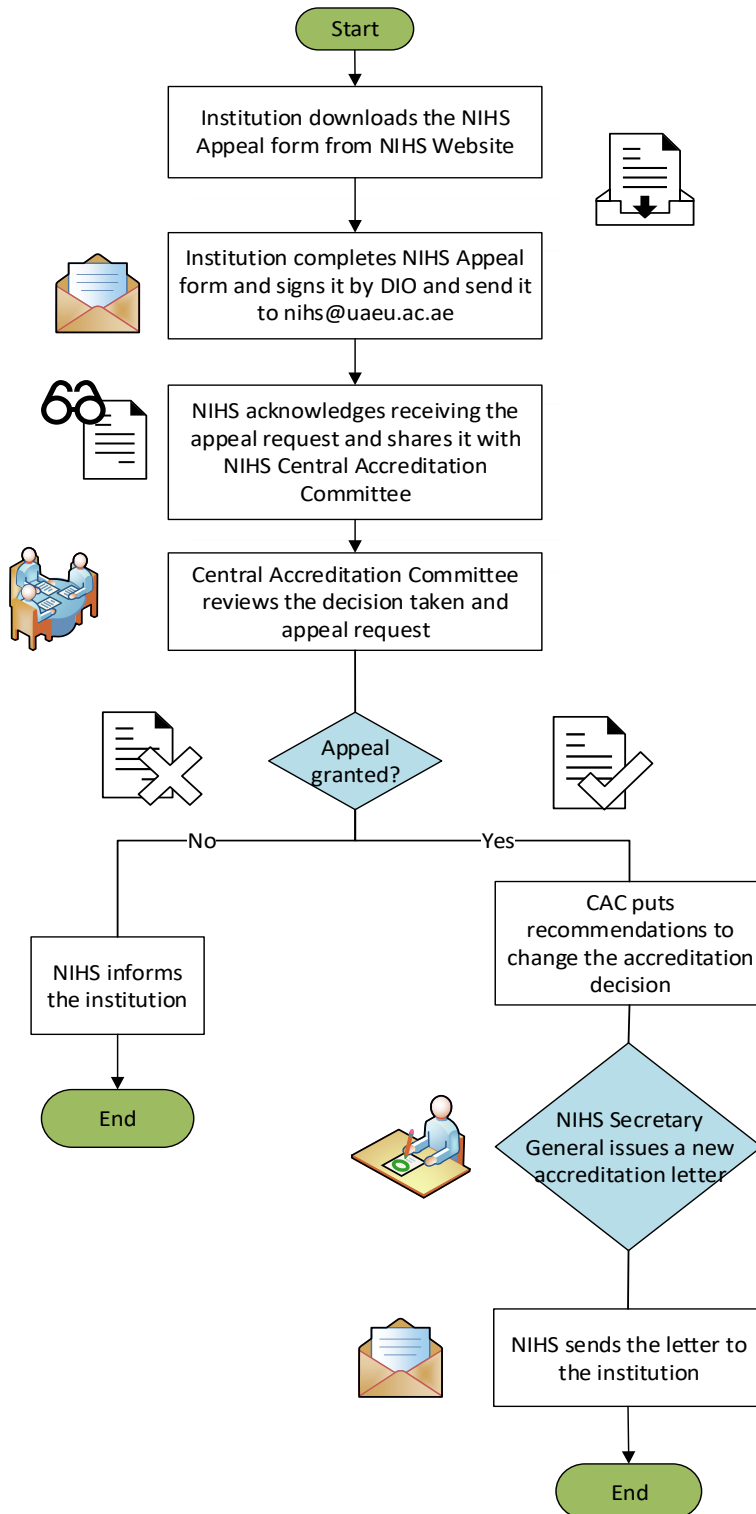 Start
Institution downloads the NIHS
Appeal form from NIHS Website
Institution completes NIHS Appeal
form and signs it by DIO and send it
to nihs@uaeu.ac.ae
NIHS acknowledges receiving the
appeal request and shares it with
NIHS Central Accreditation
Committee
Central Accreditation Committee
reviews the decision taken and
appeal request
Appeal
granted?
No
Yes
NIHS informs
the institution
End
CAC puts
recommendations to
change the accreditation
decision
NIHS Secretary
General issues a new
accreditation letter
NIHS sends the letter to
the institution
End